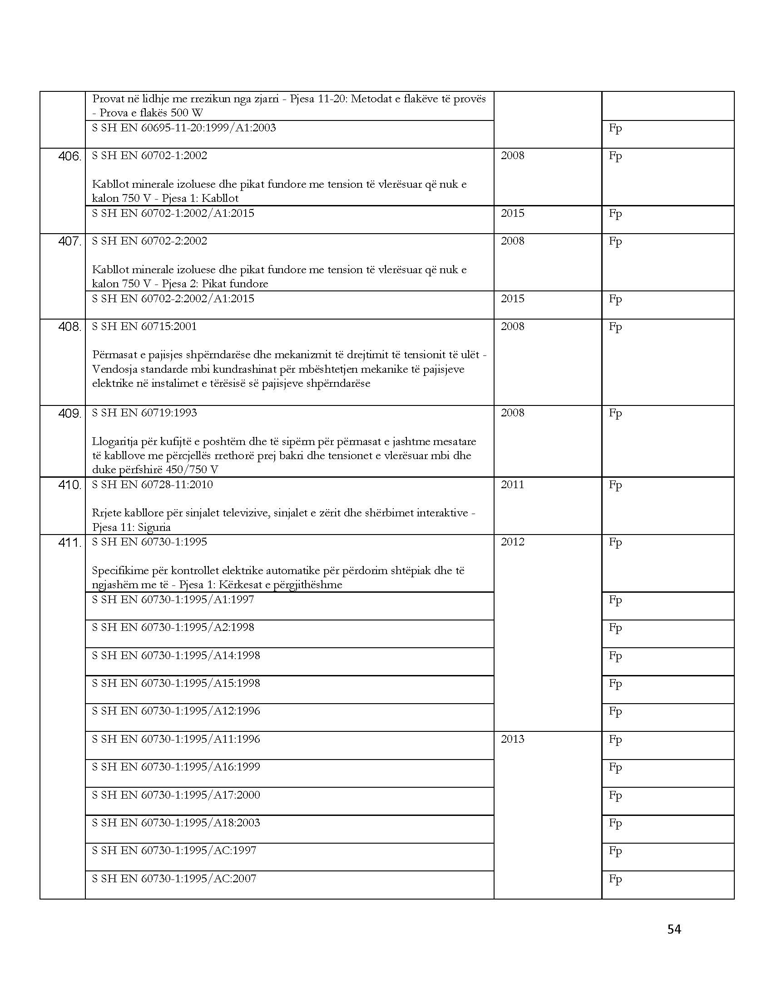 Provat në lidhje me rrezikun nga zjarri - Pjesa 11-20: Metodat e flakëve të provës
- Prova e flakës 500 W
S SH EN 60695-11-20:1999/A1:2003 Fp
406. S SH EN 60702-1:2002 2008 Fp
Kabllot minerale izoluese dhe pikat fundore me tension të vlerësuar që nuk e
kalon 750 V - Pjesa 1: Kabllot
S SH EN 60702-1:2002/A1:2015 2015 Fp
407. S SH EN 60702-2:2002 2008 Fp
Kabllot minerale izoluese dhe pikat fundore me tension të vlerësuar që nuk e
kalon 750 V - Pjesa 2: Pikat fundore
S SH EN 60702-2:2002/A1:2015 2015 Fp
408. S SH EN 60715:2001 2008 Fp
Përmasat e pajisjes shpërndarëse dhe mekanizmit të drejtimit të tensionit të ulët -
Vendosja standarde mbi kundrashinat për mbështetjen mekanike të pajisjeve
elektrike në instalimet e tërësisë së pajisjeve shpërndarëse
409. S SH EN 60719:1993 2008 Fp
Llogaritja për kufijtë e poshtëm dhe të sipërm për përmasat e jashtme mesatare
të kabllove me përcjellës rrethorë prej bakri dhe tensionet e vlerësuar mbi dhe
duke përfshirë 450/750 V
410. S SH EN 60728-11:2010 2011 Fp
Rrjete kabllore për sinjalet televizive, sinjalet e zërit dhe shërbimet interaktive -
Pjesa 11: Siguria
411. S SH EN 60730-1:1995 2012 Fp
Specifikime për kontrollet elektrike automatike për përdorim shtëpiak dhe të
ngjashëm me të - Pjesa 1: Kërkesat e përgjithëshme
S SH EN 60730-1:1995/A1:1997 Fp
S SH EN 60730-1:1995/A2:1998 Fp
S SH EN 60730-1:1995/A14:1998 Fp
S SH EN 60730-1:1995/A15:1998 Fp
S SH EN 60730-1:1995/A12:1996 Fp
S SH EN 60730-1:1995/A11:1996 2013 Fp
S SH EN 60730-1:1995/A16:1999 Fp
S SH EN 60730-1:1995/A17:2000 Fp
S SH EN 60730-1:1995/A18:2003 Fp
S SH EN 60730-1:1995/AC:1997 Fp
S SH EN 60730-1:1995/AC:2007 Fp
54